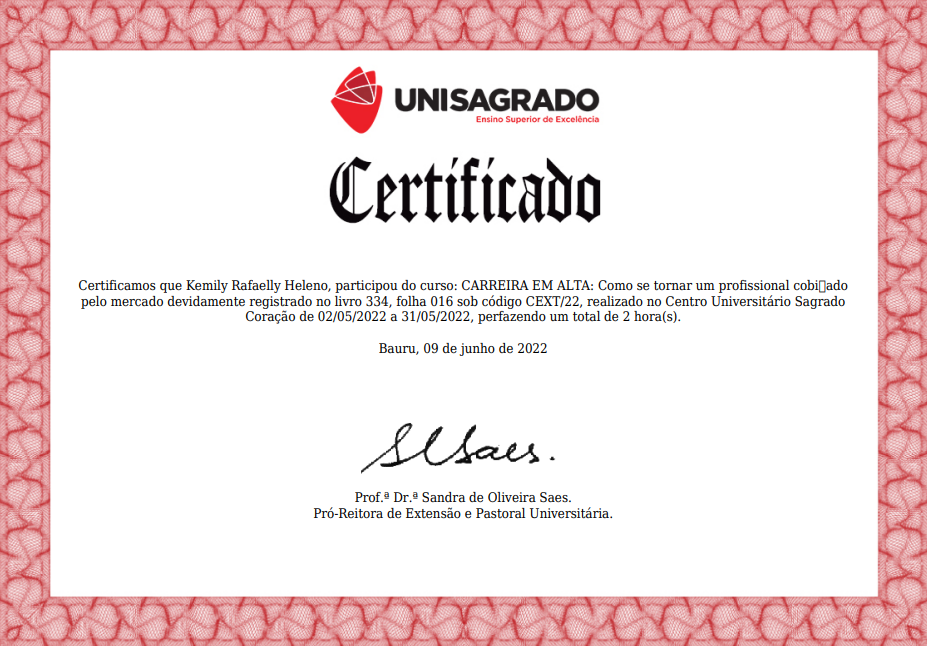 UNISAGRADO
Ensino Superior de Excelência
Certificado
Certificamos que Kemily Rafaelly Heleno, participou do curso: CARREIRA EM ALTA: Como se tornar um profissional cobi▯ado
pelo mercado devidamente registrado no livro 334, folha 016 sob código CEXT/22, realizado no Centro Universitário Sagrado
Coração de 02/05/2022 a 31/05/2022, perfazendo um total de 2 hora(s).
Bauru, 09 de junho de 2022
SUSaes.
Prof.ª Dr.ª Sandra de Oliveira Saes.
Pró-Reitora de Extensão e Pastoral Universitária.